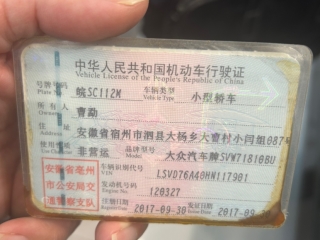 中华人民共和国机动车行驶证
Vehicle License of the People's Republic of China
号牌号码 皖SC112M 车辆类型 小型轿车
Plate No. Vehicle Type
所有人 曹勐
Owner
住址 安徽省宿州市泗县大杨乡大曹村小闫组087号
Address
使用性质 非营运 品牌型号 大众汽车牌SVW71810BU
Use Character Model
安徽省亳州
市公安局交
通警察支队
车辆识别代号 LSVD76A40HN117901
VIN
发动机号码 120327
Engine No.
注册日期 2017-09-30 发证日期 2017-09
Register Date Issue Date